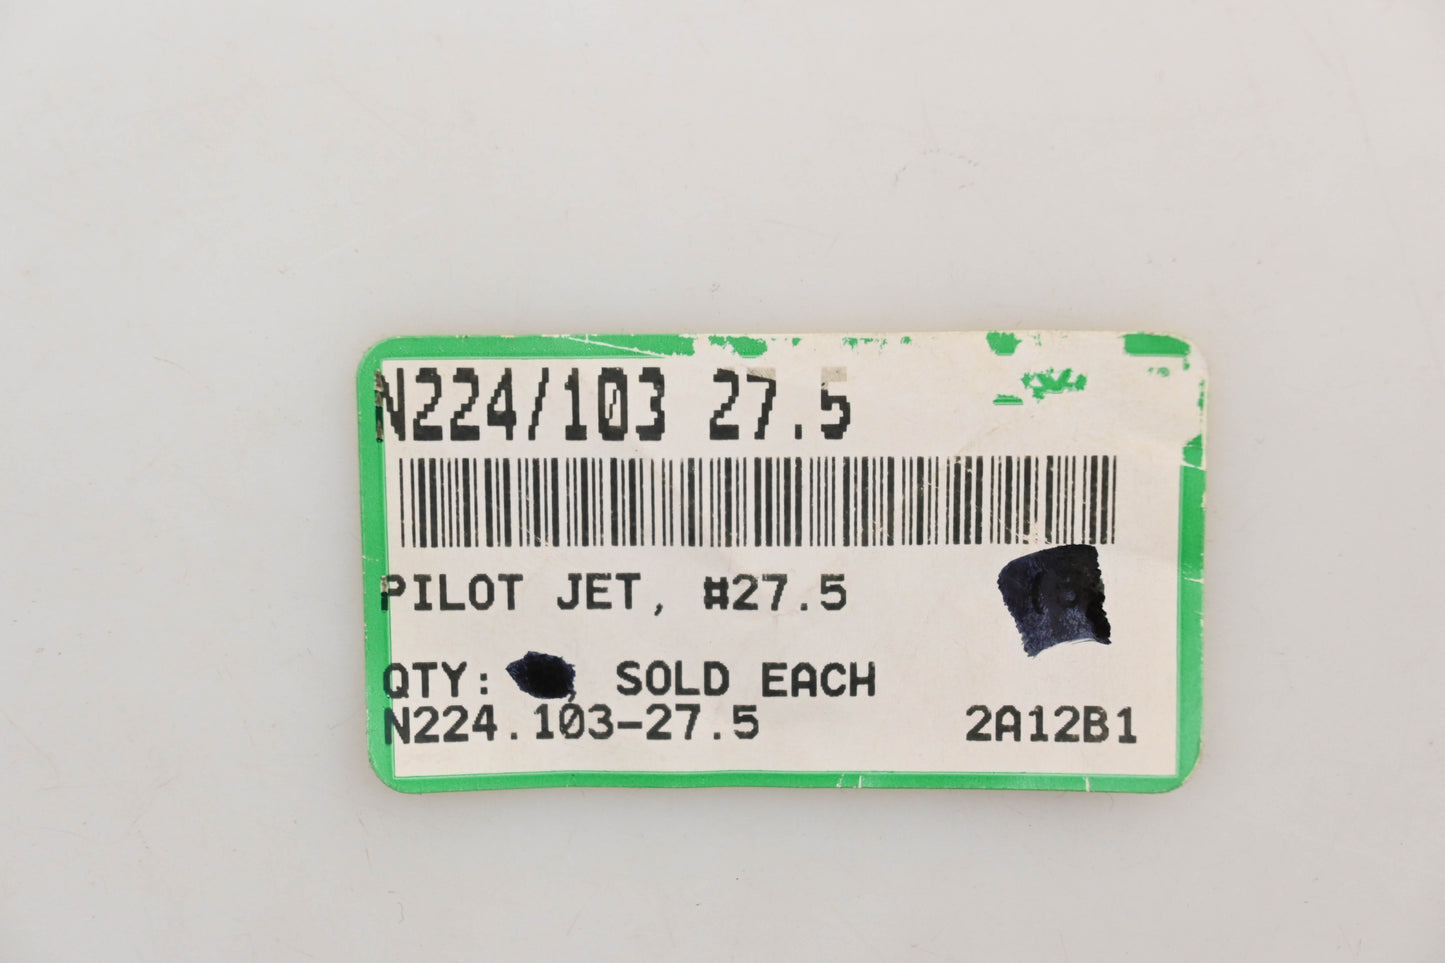 N224/103 27.5
PILOT JET, #27.5
QTY: , SOLD EACH
N224.103-27.5 2A12B1